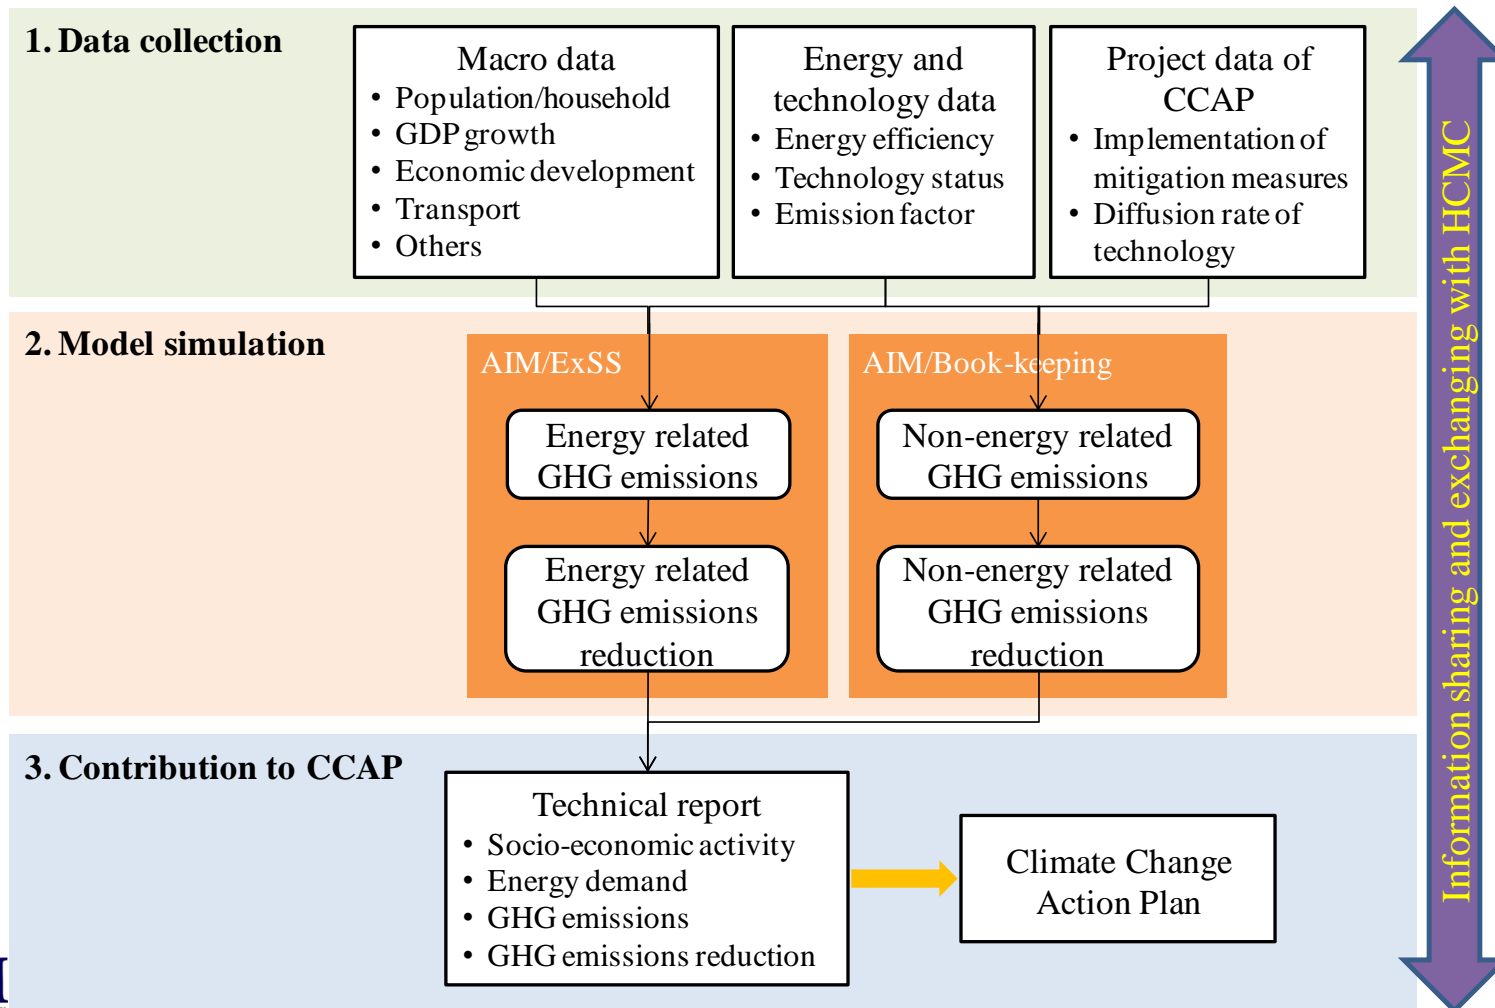 1. Data collection
Macro data
• Population/household
• GDP growth
• Economic development
• Transport
• Others
Energy and
technology data
• Energy efficiency
• Technology status
• Emission factor
Project data of
CCAP
• Implementation of
mitigation measures
• Diffusion rate of
technology
2. Model simulation
AIM/ExSS
Energy related
GHG emissions
Energy related
GHG emissions
reduction
AIM/Book-keeping
Non-energy related
GHG emissions
Non-energy related
GHG emissions
reduction
3. Contribution to CCAP
Technical report
• Socio-economic activity
• Energy demand
• GHG emissions
• GHG emissions reduction
Climate Change
Action Plan
Information sharing and exchanging with HCMC